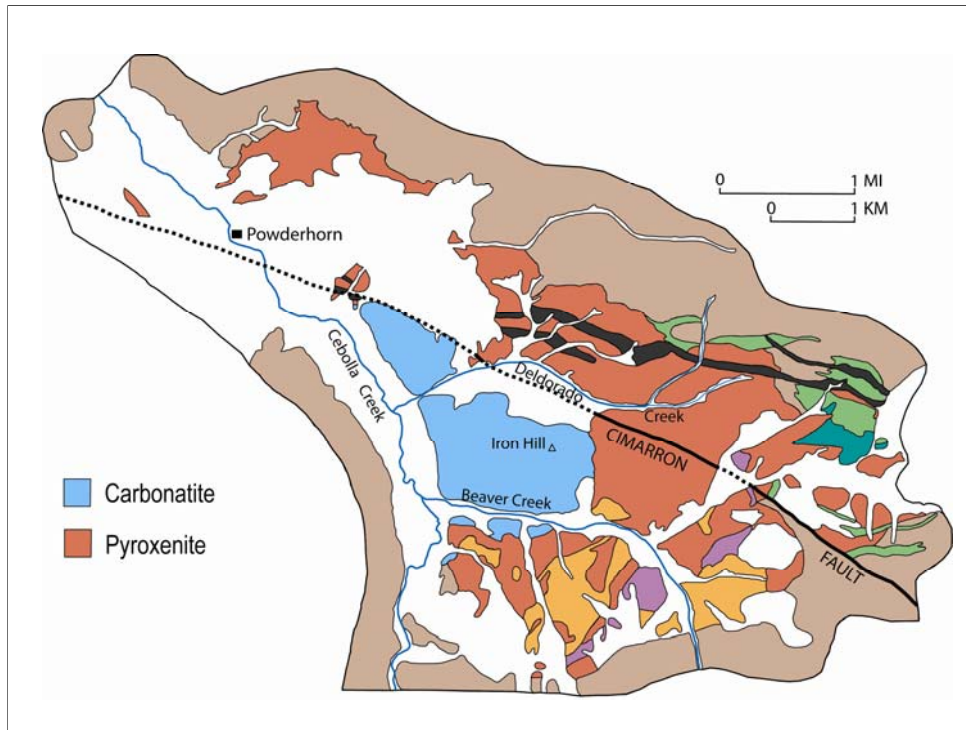 0 1 MI
0 1 KM
Powderhorn
Cebolla
Creek
Deldorado
Creek
CIMARRON
FAULT
Iron Hill
Beaver Creek
Carbonatite
Pyroxenite